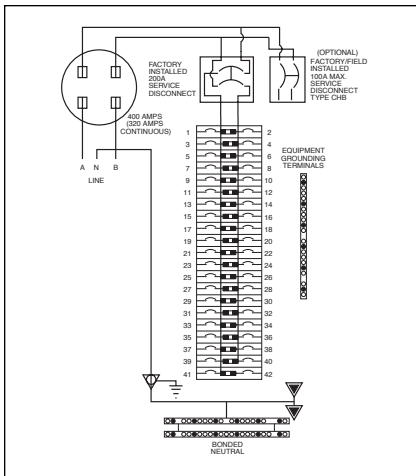 (OPTIONAL)
FACTORY
INSTALLED
200A
SERVICE
DISCONNECT
FACTORY/FIELD
INSTALLED
100A MAX.
SERVICE
DISCONNECT
TYPE CHB
400 AMPS
(320 AMPS
CONTINUOUS)
A N B
LINE
EQUIPMENT
GROUNDING
TERMINALS
1 2
3 4
5 6
7 8
9 10
11 12
13 14
15 16
17 18
19 20
21 22
23 24
25 26
27 28
29 30
31 32
33 34
35 36
37 38
39 40
41 42
BONDED
NEUTRAL